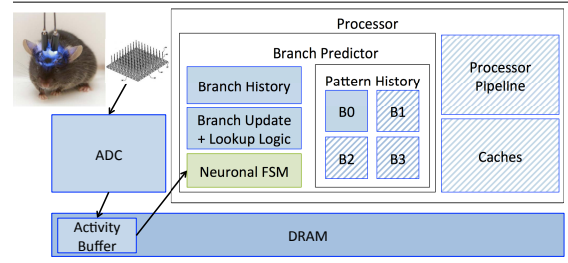 Processor
Branch Predictor
Branch History
Branch Update
+ Lookup Logic
Neuronal FSM
Pattern History
B0
B1
B2
B3
Processor
Pipeline
Caches
ADC
Activity
Buffer
DRAM